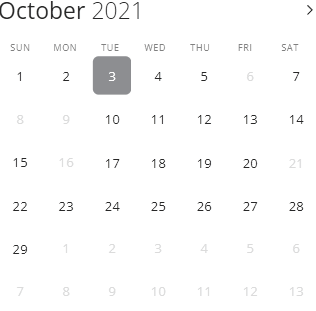 October 2021 >
SUN MON TUE WED THU FRI SAT
1 2 3 4 5 6 7
8 9 10 11 12 13 14
15 16 17 18 19 20 21
22 23 24 25 26 27 28
29 1 2 3 4 5 6
7 8 9 10 11 12 13